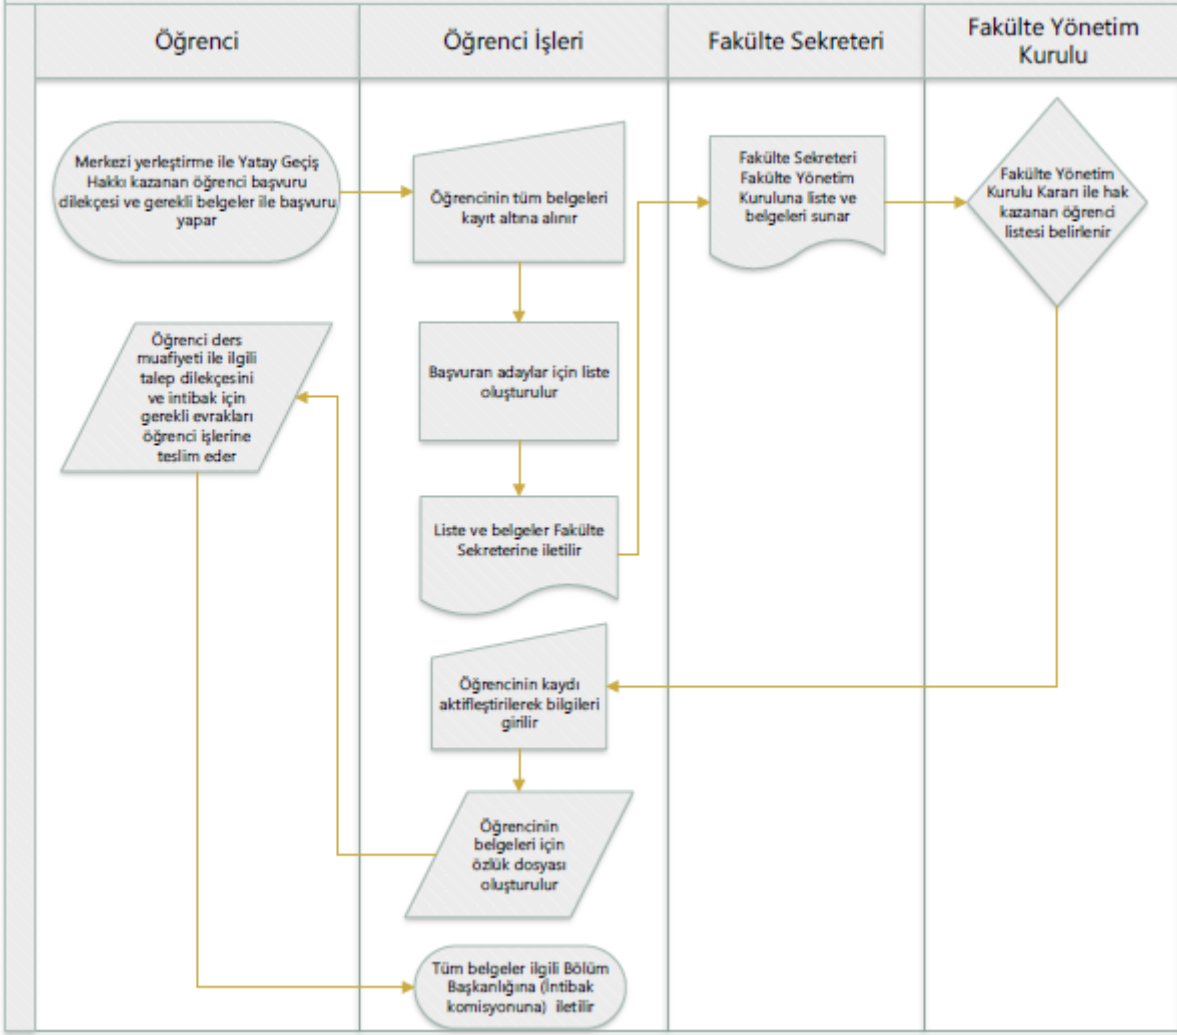 Öğrenci
Öğrenci İşleri
Fakülte Sekreteri
Fakülte Yönetim
Kurulu
Merkezi yerleştirme ile Yatay Geçiş
Hakkı kazanan öğrenci başvuru
dilekçesi ve gerekli belgeler ile başvuru
yapar
Öğrencinin tüm belgeleri
kayıt altına alınır
Fakülte Sekreteri
Fakülte Yönetim
Kuruluna liste ve
belgeleri sunar
Fakülte Yönetim
Kurulu Kararı ile hak
kazanan öğrenci
listesi belirlenir
Başvuran adaylar için liste
oluşturulur
Liste ve belgeler Fakülte
Sekreterine iletilir
Öğrencinin kaydı
aktifleştirilerek bilgileri
girilir
Öğrencinin
belgeleri için
özlük dosyası
oluşturulur
Öğrenci ders
muafiyeti ile ilgili
talep dilekçesini
ve intibak için
gerekli evrakları
öğrenci işlerine
teslim eder
Tüm belgeler ilgili Bölüm
Başkanlığına (İntibak
komisyonuna) iletilir